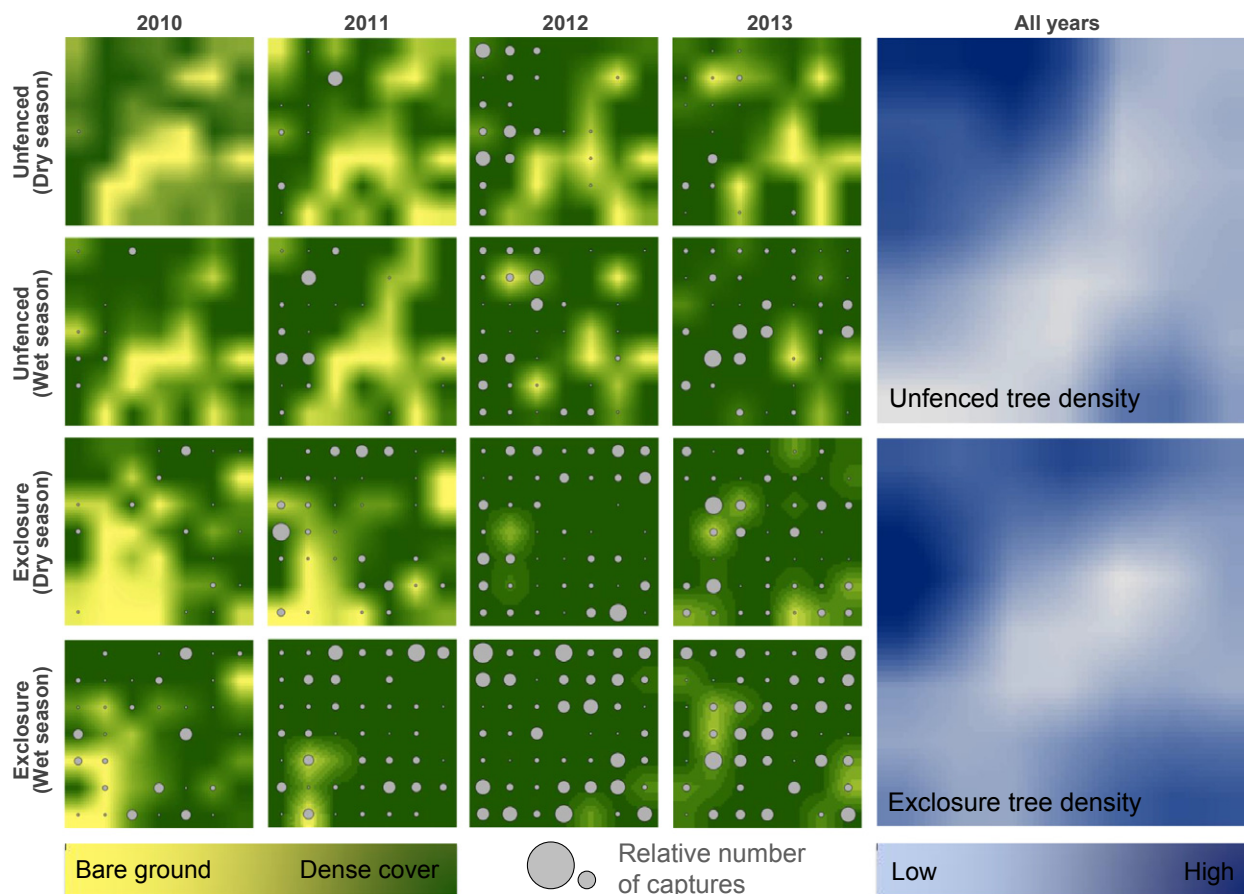 2010
2011
2012
2013
All years
Unfenced
(Dry season)
Unfenced
(Wet season)
Unfenced tree density
Exclosure
(Dry season)
Exclosure
(Wet season)
Exclosure tree density
Bare ground
Dense cover
Relative number
of captures
Low
High